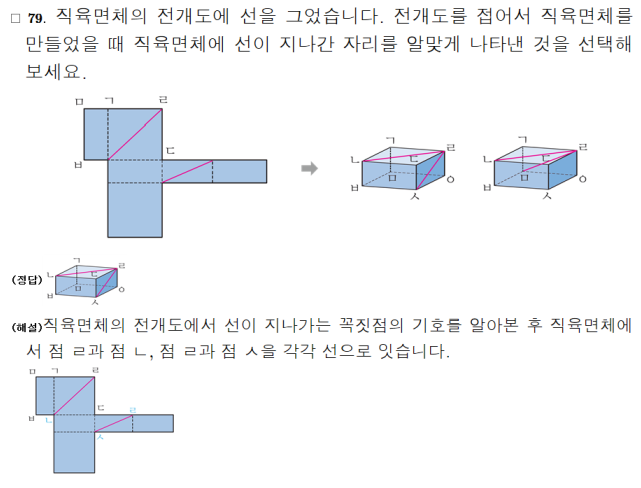 □ 79. 직육면체의 전개도에 선을 그었습니다. 전개도를 접어서 직육면체를
만들었을 때 직육면체에 선이 지나간 자리를 알맞게 나타낸 것을 선택해
보세요.
ㅁ ㄱ ㄹ
ㄷ
ㅂ
ㄱ ㄹ
ㄴ ㄷ
ㅁ ㅇ
ㅂ ㅅ
ㄱ ㄹ
ㄴ ㄷ
ㅁ ㅇ
ㅂ ㅅ
(정답)
ㄱ ㄹ
ㄴ ㄷ
ㅁ ㅇ
ㅂ ㅅ
(해설)직육면체의 전개도에서 선이 지나가는 꼭짓점의 기호를 알아본 후 직육면체에
서 점 ㄹ과 점 ㄴ, 점 ㄹ과 점 ㅅ을 각각 선으로 잇습니다.
ㅁ ㄱ ㄹ
ㄷ ㄹ
ㅂ ㄴ
ㅅ